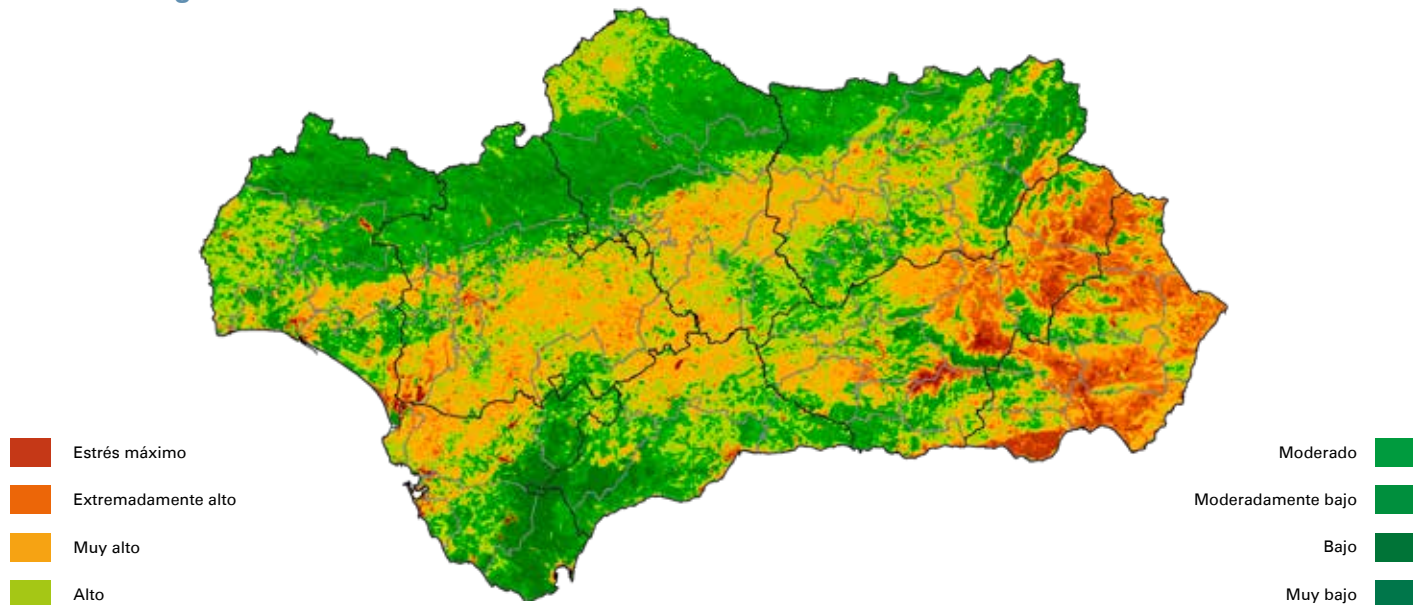 Estrés máximo
Extremadamente alto
Muy alto
Alto
Moderado
Moderadamente bajo
Bajo
Muy bajo